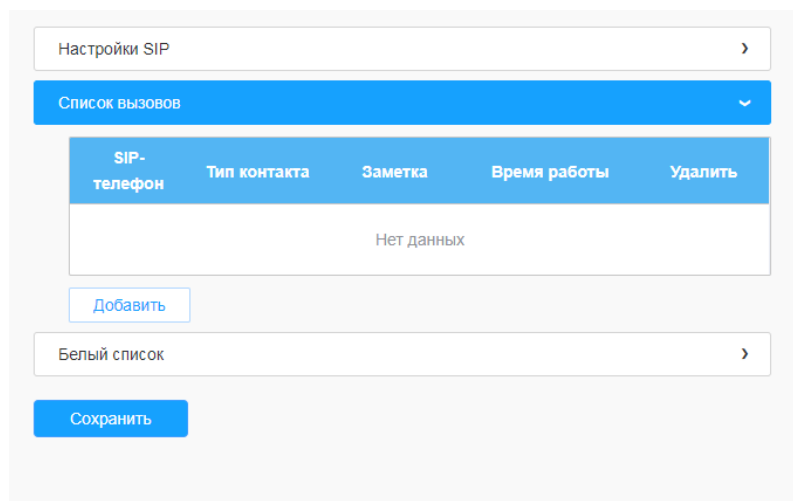 Настройки SIP
Список вызовов
SIP-
телефон Тип контакта Заметка Время работы Удалить
Нет данных
Добавить
Белый список
Сохранить